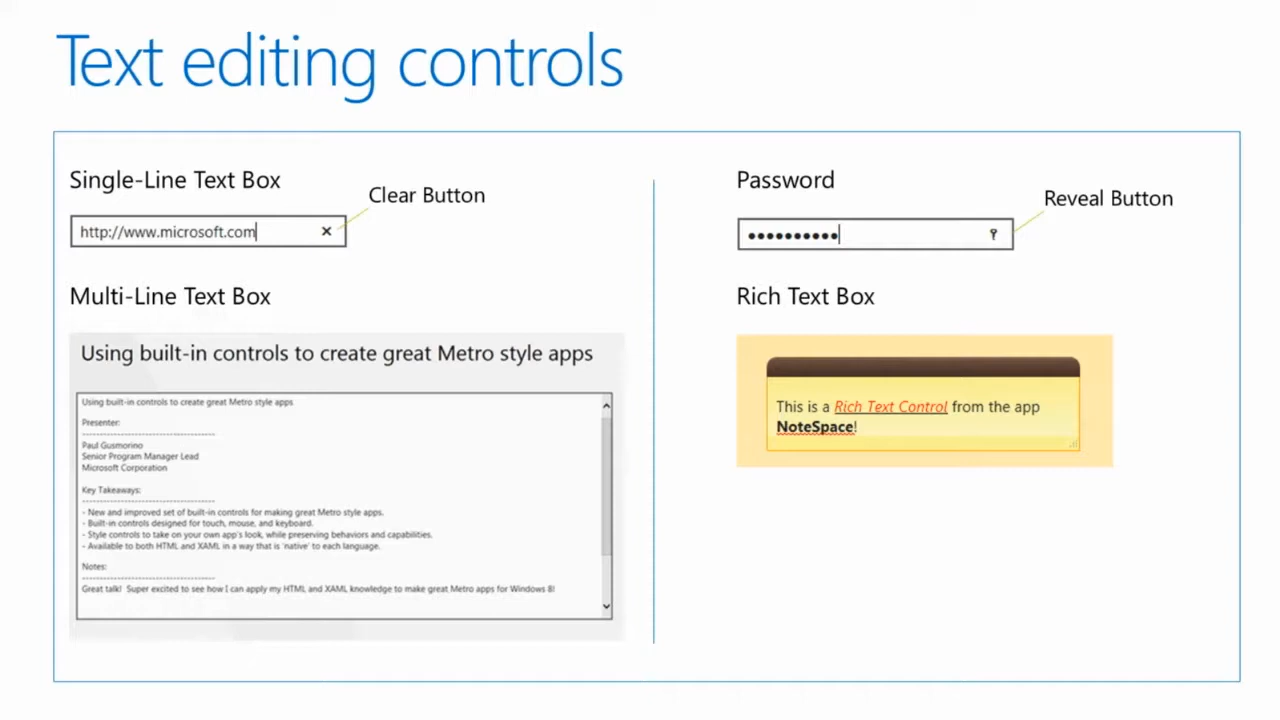 Text editing controls
Single-Line Text Box
Clear Button
http://www.microsoft.com
Multi-Line Text Box
Using built-in controls to create great Metro style apps
Using built-in controls to create great Metro style apps
Presenter:
--------------------------------------
Paul Gusmorino
Senior Program Manager Lead
Microsoft Corporation
Key Takeaways:
--------------------------------------
- New and improved set of built-in controls for making great Metro style apps.
- Built-in controls designed for touch, mouse, and keyboard.
- Style controls to take on your own app's look, while preserving behaviors and capabilities.
- Available to both HTML and XAML in a way that is 'native' to each language.
Notes:
--------------------------------------
Great talk! Super excited to see how I can apply my HTML and XAML knowledge to make great Metro apps for Windows 8!
Password
Reveal Button
●●●●●●●●●●
Rich Text Box
This is a Rich Text Control from the app
NoteSpace!